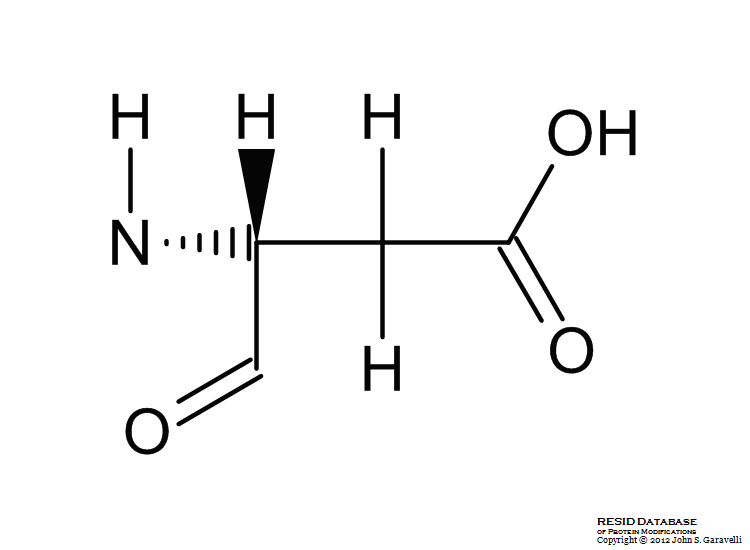 H H H OH
N
H O
O
RESID DATABASE
OF PROTEIN MODIFICATIONS
Copyright © 2012 John S. Garavelli